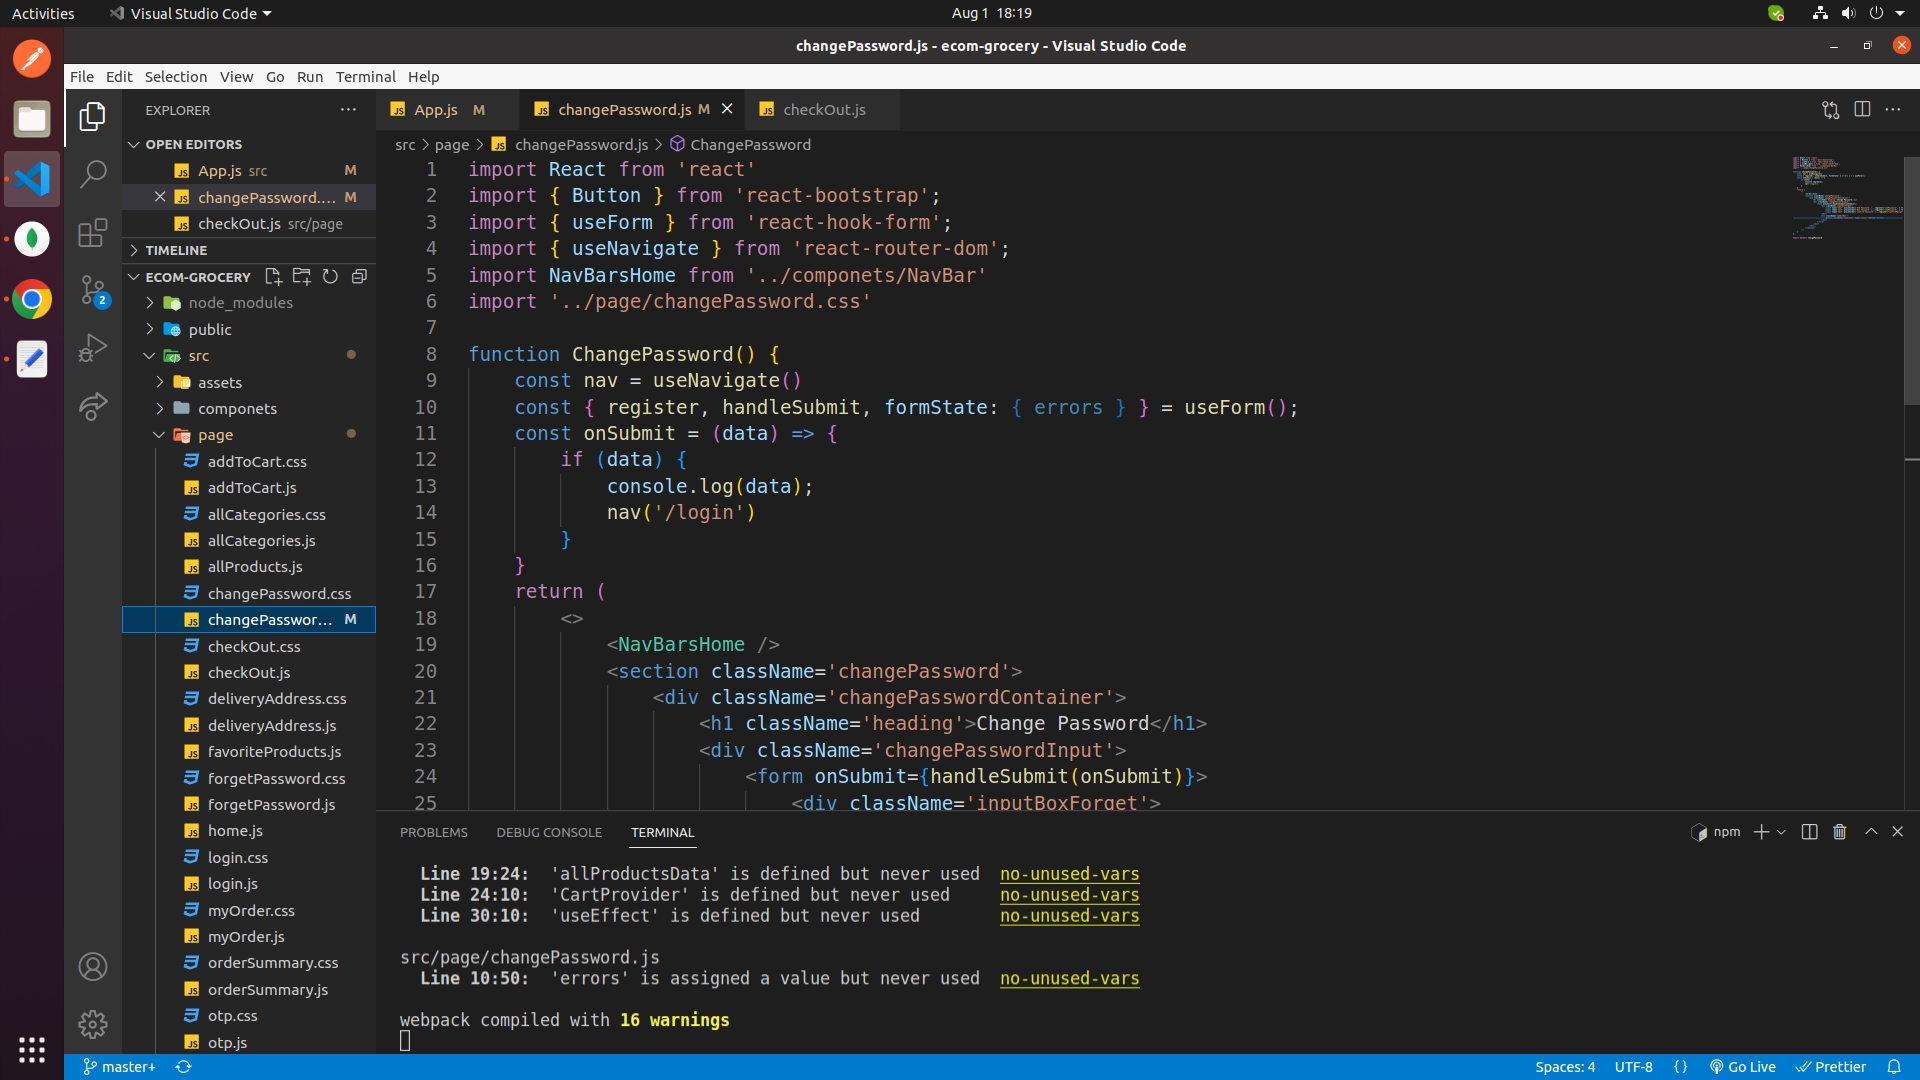 Activities
Visual Studio Code
Aug 1 18:19
changePassword.js - ecom-grocery - Visual Studio Code
File Edit Selection View Go Run Terminal Help
EXPLORER
OPEN EDITORS
App.js src M
changePassword.... M
checkOut.js src/page
TIMELINE
ECOM-GROCERY
node_modules
public
src
assets
componets
page
addToCart.css
addToCart.js
allCategories.css
allCategories.js
allProducts.js
changePassword.css
changePasswor... M
checkOut.css
checkOut.js
deliveryAddress.css
deliveryAddress.js
favoriteProducts.js
forgetPassword.css
forgetPassword.js
home.js
login.css
login.js
myOrder.css
myOrder.js
orderSummary.css
orderSummary.js
otp.css
otp.js
2
App.js M
changePassword.js M
checkOut.js
src > page > changePassword.js > ChangePassword
1 import React from 'react'
2 import { Button } from 'react-bootstrap';
3 import { useForm } from 'react-hook-form';
4 import { useNavigate } from 'react-router-dom';
5 import NavBarsHome from '../componets/NavBar'
6 import '../page/changePassword.css'
7
8 function ChangePassword() {
9 const nav = useNavigate()
10 const { register, handleSubmit, formState: { errors } } = useForm();
11 const onSubmit = (data) => {
12 if (data) {
13 console.log(data);
14 nav('/login')
15 }
16 }
17 return (
18 <>
19 <NavBarsHome />
20 <section className='changePassword'>
21 <div className='changePasswordContainer'>
22 <h1 className='heading'>Change Password</h1>
23 <div className='changePasswordInput'>
24 <form onSubmit={handleSubmit(onSubmit)}>
25 <div className='inputBoxForget'>
PROBLEMS DEBUG CONSOLE TERMINAL
npm
Line 19:24: 'allProductsData' is defined but never used no-unused-vars
Line 24:10: 'CartProvider' is defined but never used no-unused-vars
Line 30:10: 'useEffect' is defined but never used no-unused-vars
src/page/changePassword.js
Line 10:50: 'errors' is assigned a value but never used no-unused-vars
webpack compiled with 16 warnings
master+
Spaces: 4 UTF-8 {} Go Live Prettier